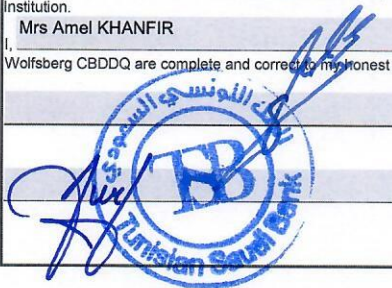 Institution.
Mrs Amel KHANFIR
I,
Wolfsberg CBDDQ are complete and correct to my honest
البنك التونسي السعودي
TSB
Tunisian Saudi Bank